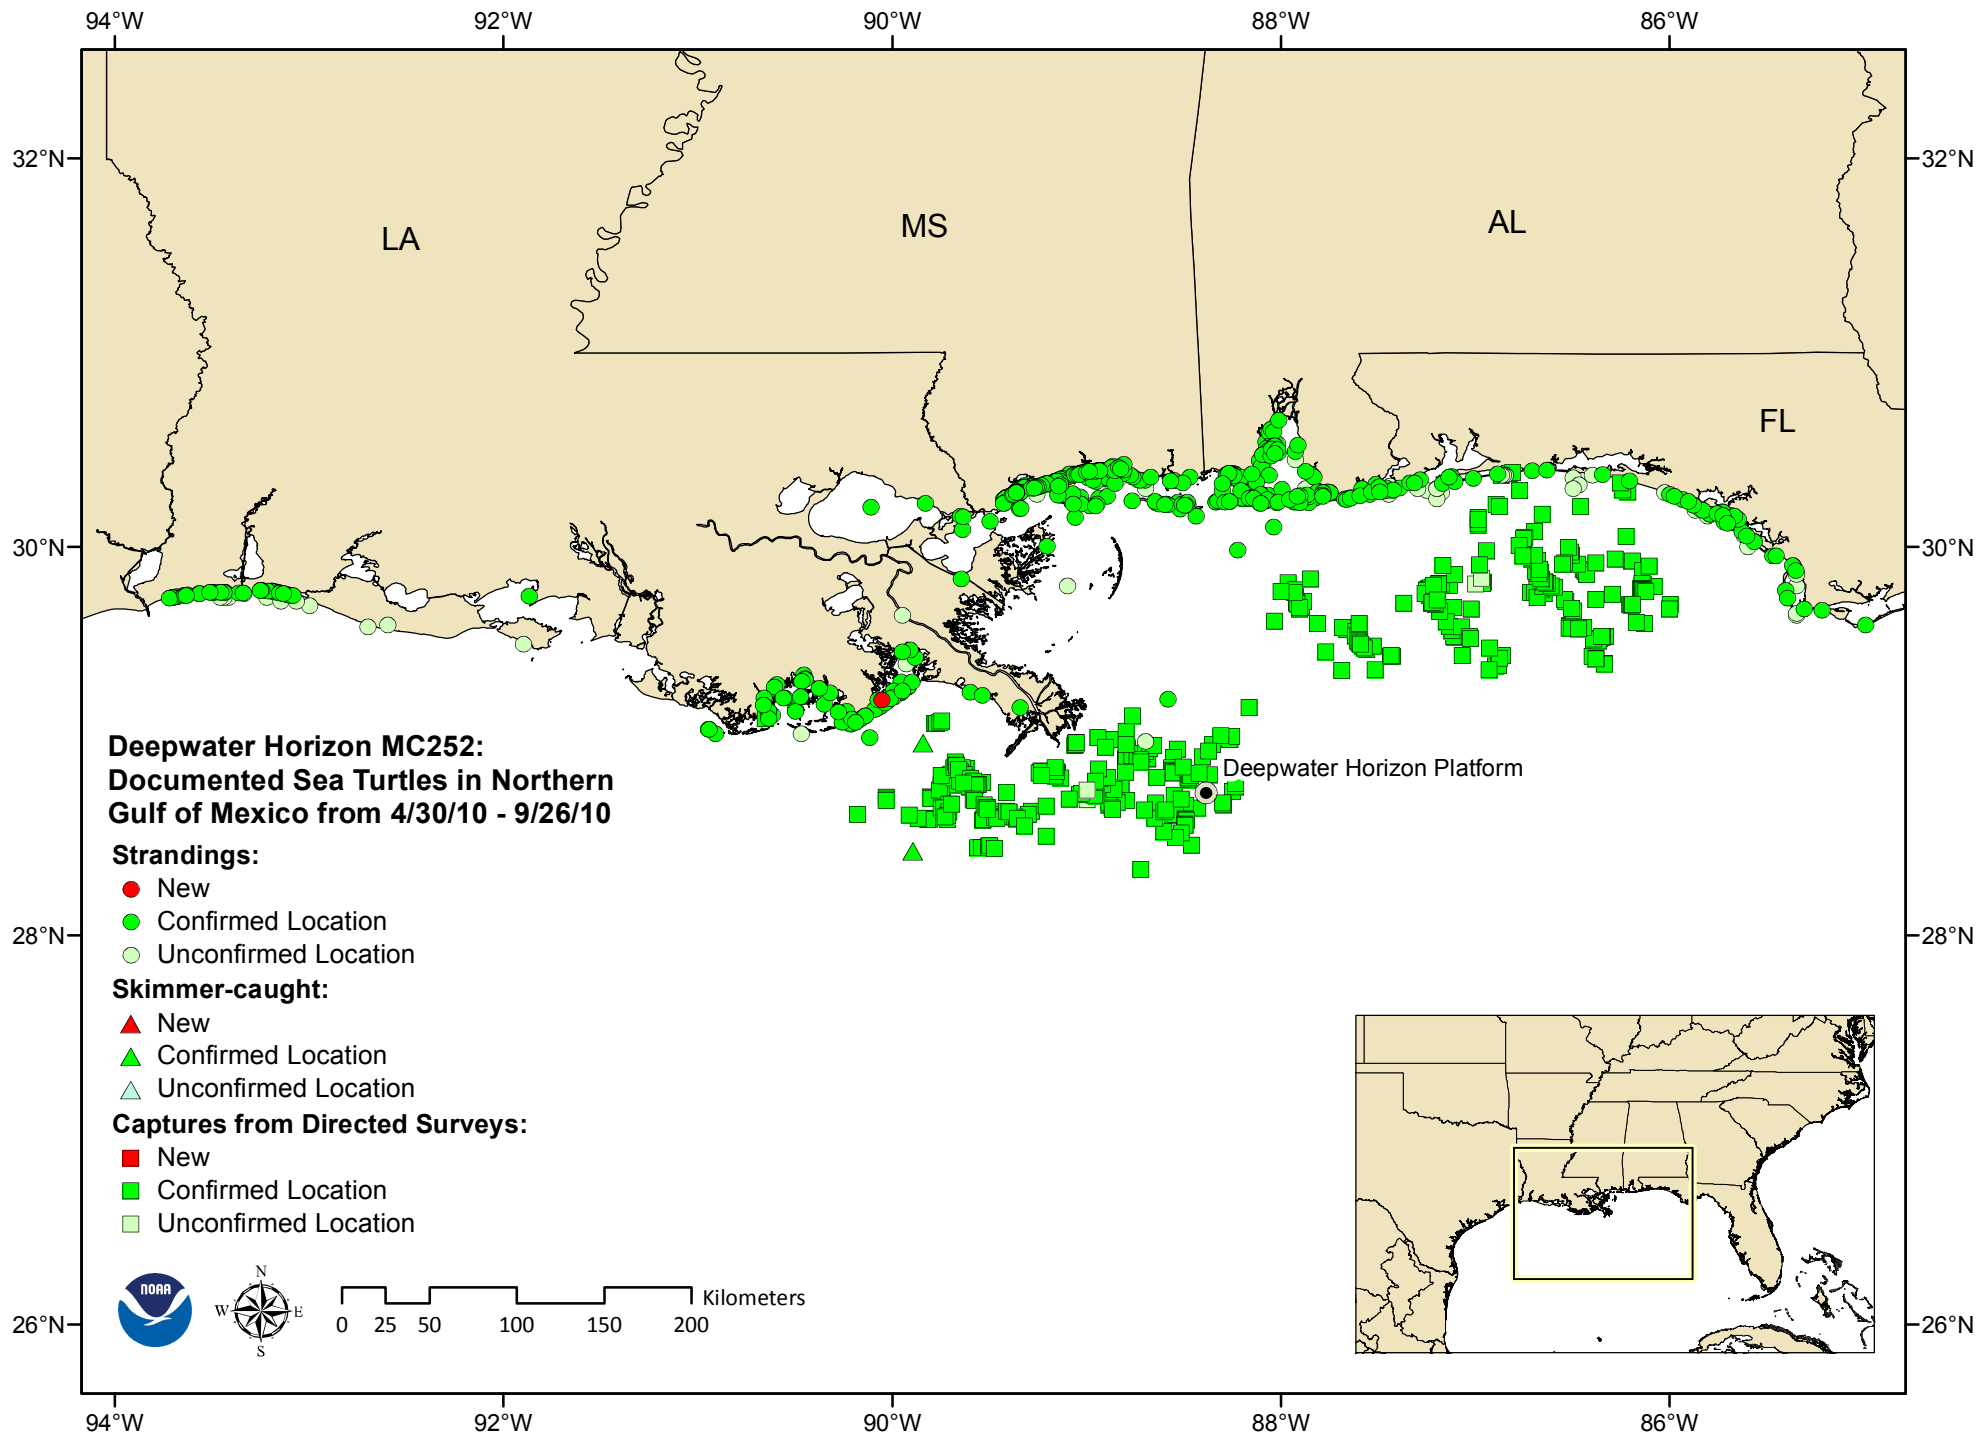 94°W 92°W 90°W 88°W 86°W
32°N 32°N
LA MS AL
FL
30°N 30°N
Deepwater Horizon Platform
Deepwater Horizon MC252:
Documented Sea Turtles in Northern
Gulf of Mexico from 4/30/10 - 9/26/10
Strandings:
New
Confirmed Location
Unconfirmed Location
28°N 28°N
Skimmer-caught:
New
Confirmed Location
Unconfirmed Location
Captures from Directed Surveys:
New
Confirmed Location
Unconfirmed Location
NOAA
N
W E
S
Kilometers
0 25 50 100 150 200
26°N 26°N
94°W 92°W 90°W 88°W 86°W